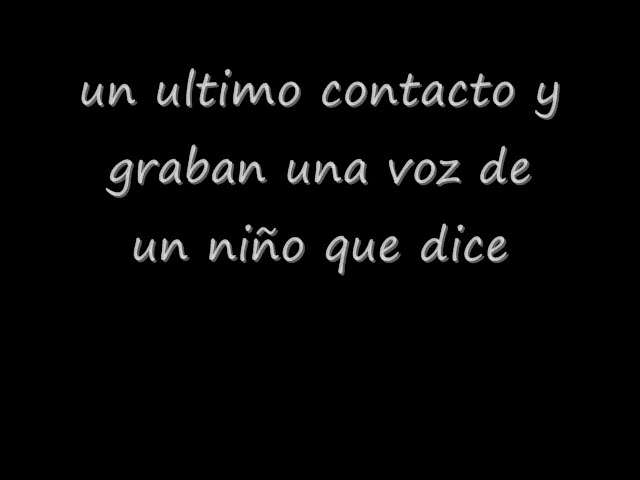 un ultimo contacto y
graban una voz de
un niño que dice